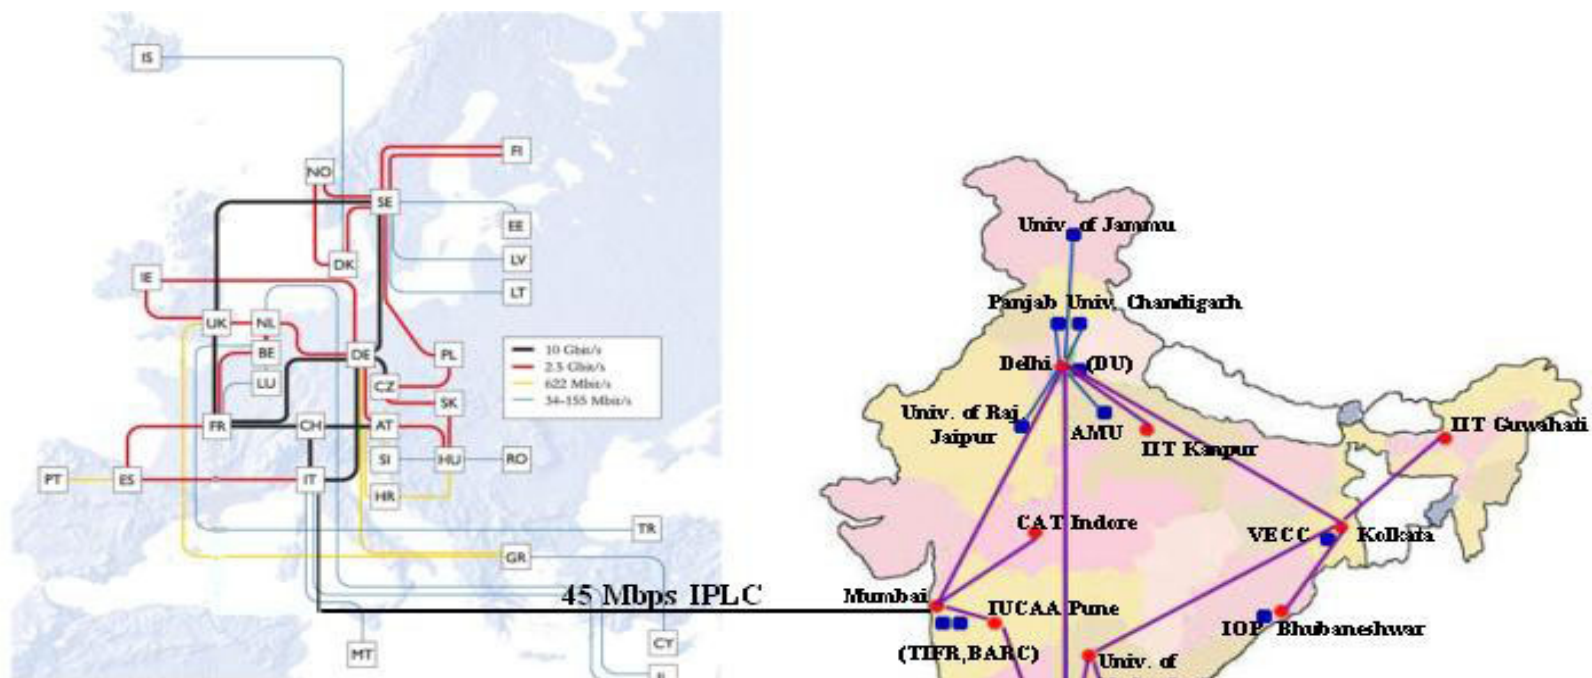 IS
FI
NO
SE
EE
DK
LV
IE
LT
UK
NL
BE
DE
PL
LU
CZ
SK
FR
CH
AT
SI
HU
RO
PT
ES
IT
HR
TR
GR
MT
CY
IL
10 Gbit/s
2.5 Gbit/s
622 Mbit/s
34-155 Mbit/s
45 Mbps IPLC
Univ. of Jammu
Panjab Univ. Chandigarh
Delhi (DU)
Univ. of Raj.
Jaipur
AMU
IIT Kanpur
IIT Guwahati
CAT Indore
VECC Kolkata
Mumbai
IUCAA Pune
IOP Bhubaneshwar
(TIFR,BARC)
Univ. of